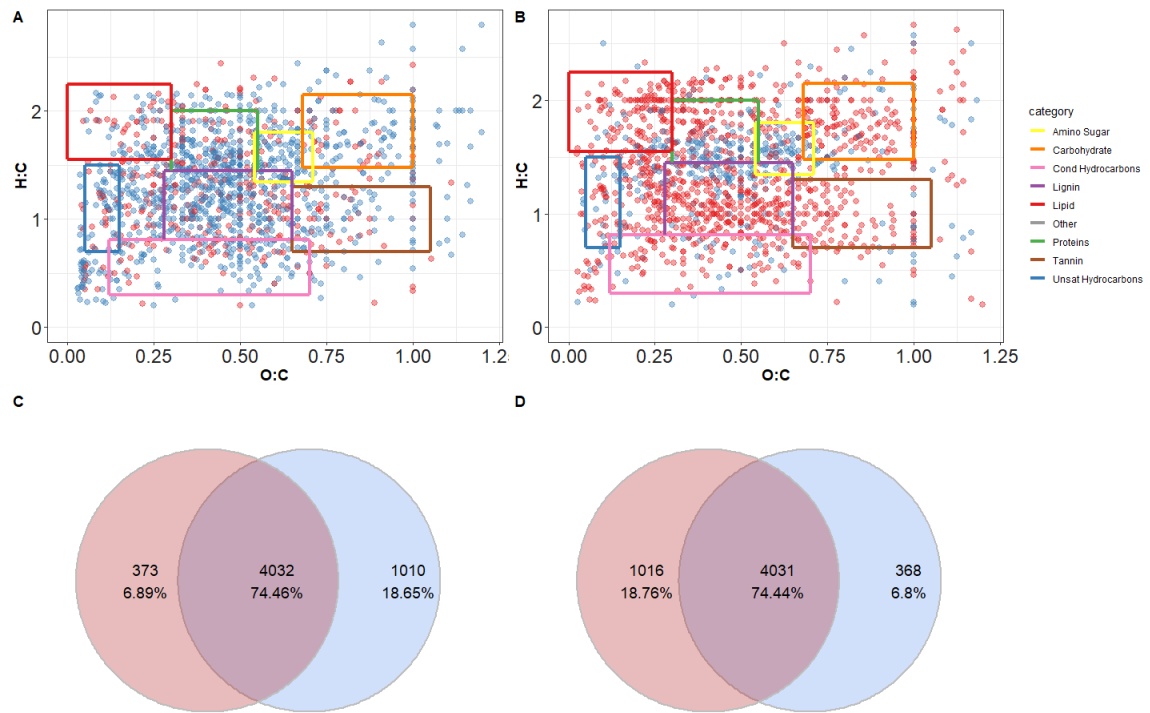 A
B
H:C
2
1
0
0.00
0.25
0.50
0.75
1.00
1.2
O:C
H:C
2
1
0
0.00
0.25
0.50
0.75
1.00
1.25
O:C
category
Amino Sugar
Carbohydrate
Cond Hydrocarbons
Lignin
Lipid
Other
Proteins
Tannin
Unsat Hydrocarbons
C
D
373
6.89%
4032
74.46%
1010
18.65%
1016
18.76%
4031
74.44%
368
6.8%